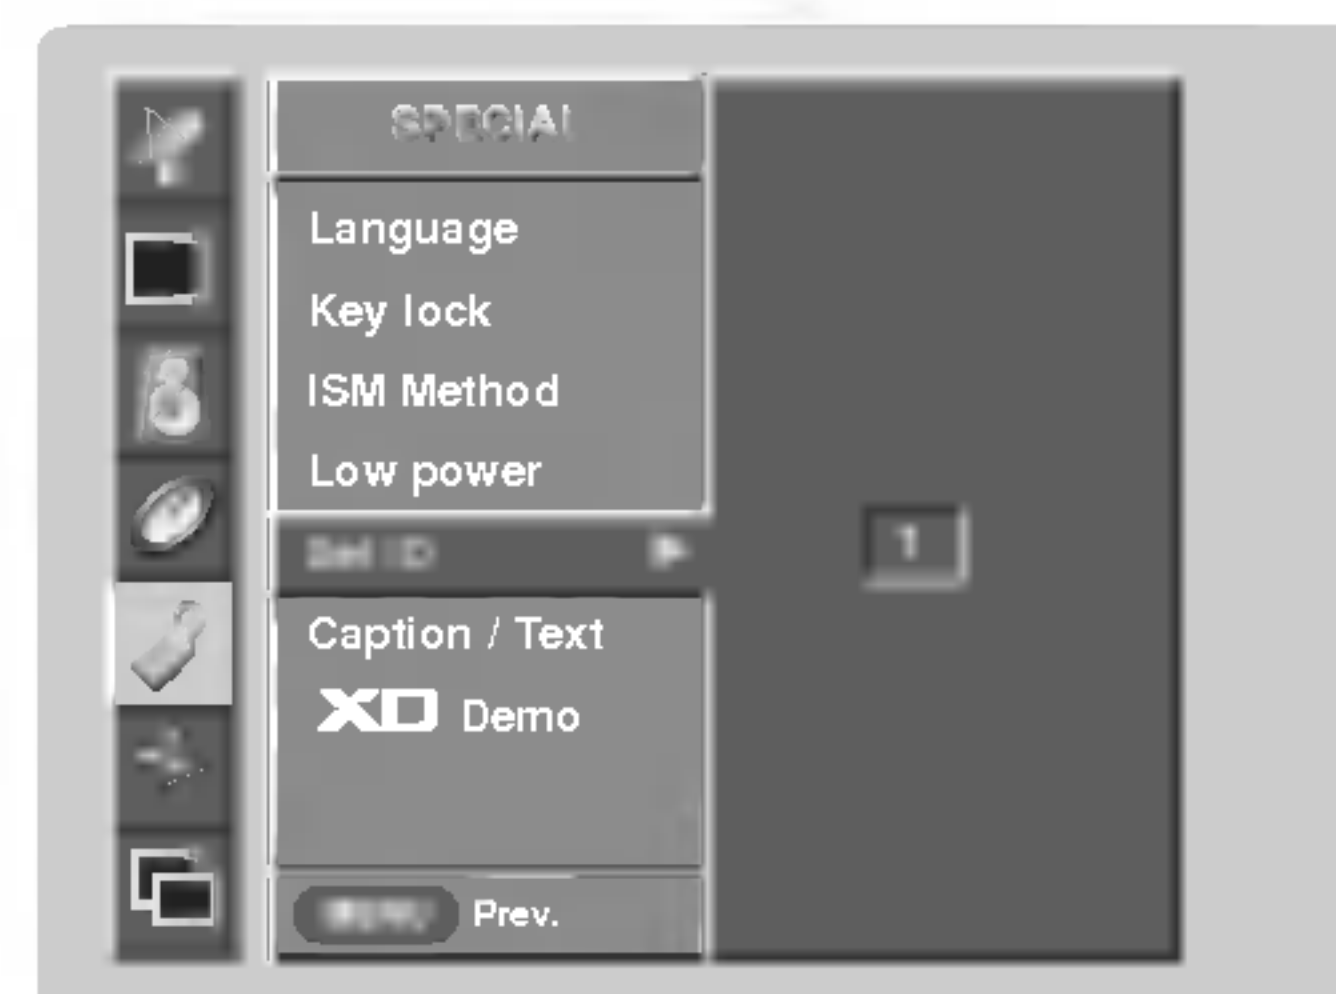 SPECIAL
Language
Key lock
ISM Method
Low power
Set ID
1
Caption / Text
XD Demo
MENU Prev.